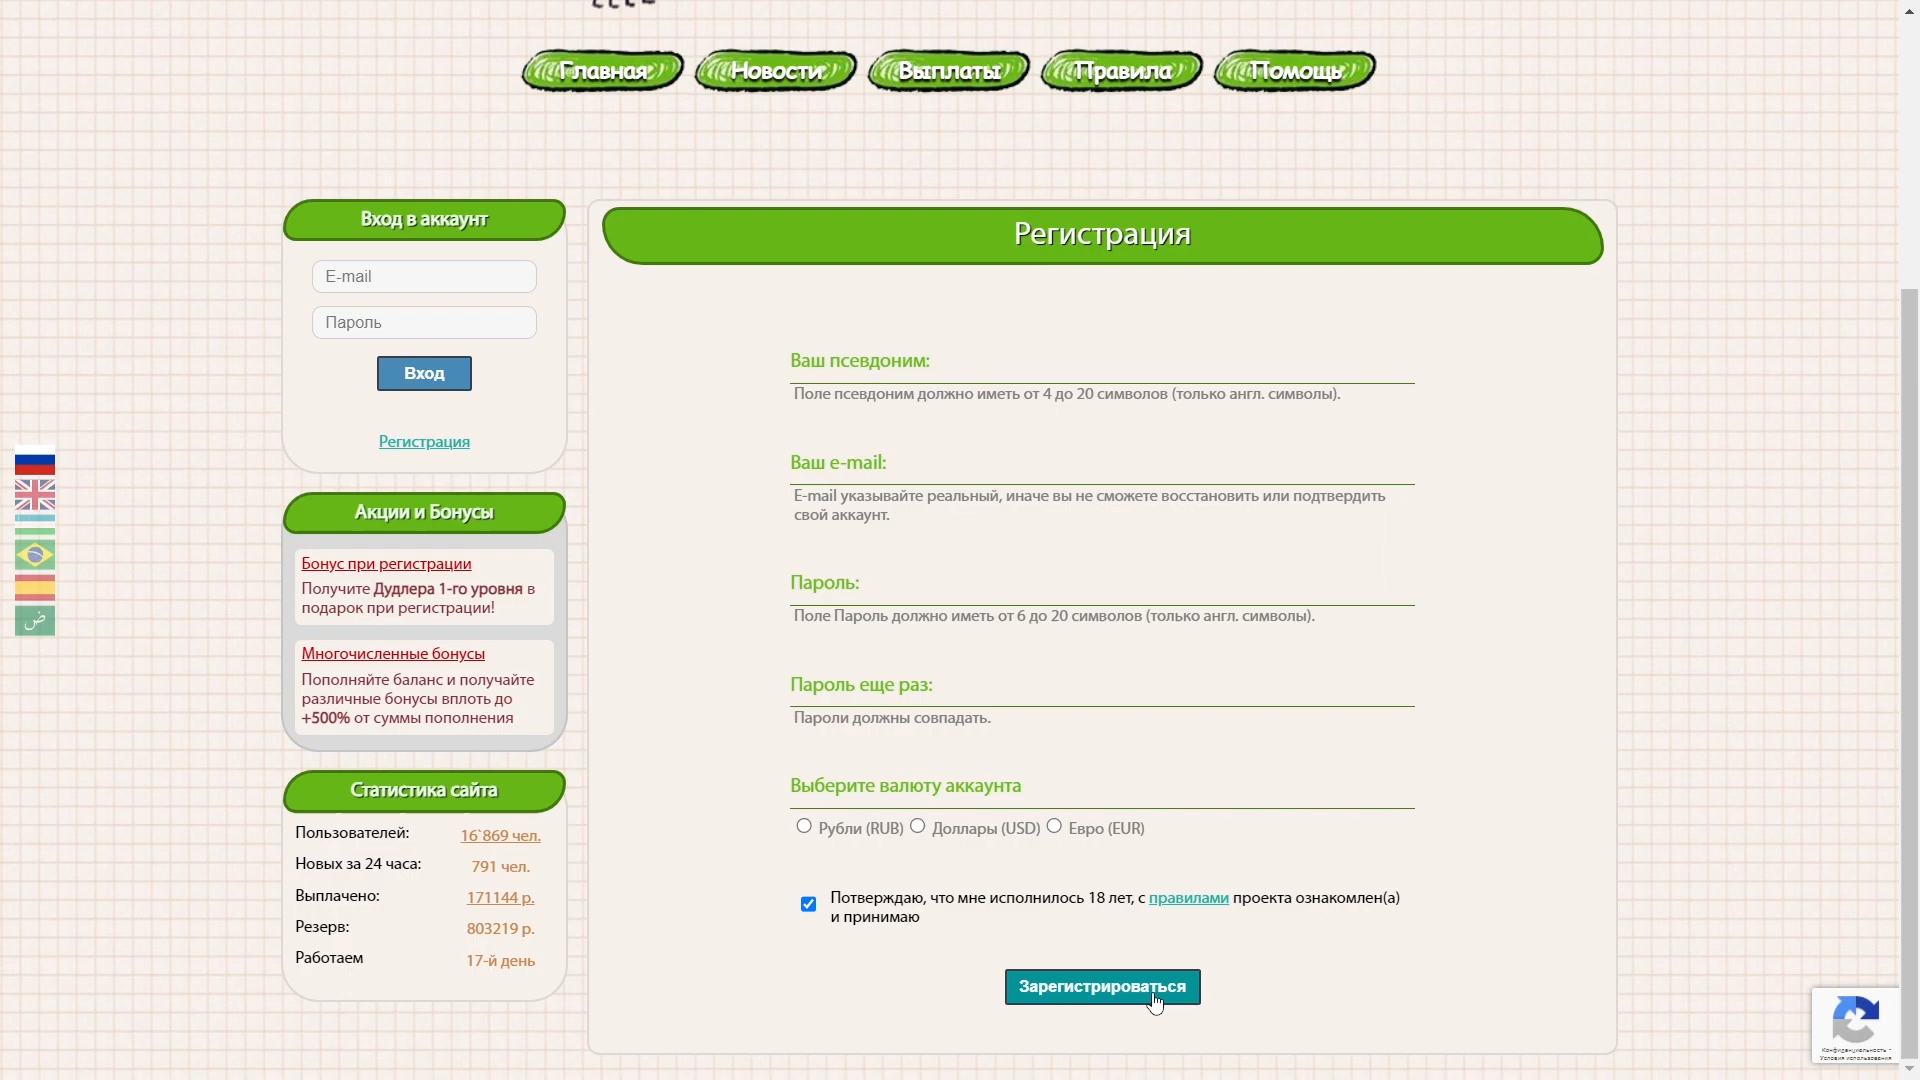 Главная Новости Выплаты Правила Помощь
Вход в аккаунт
E-mail
Пароль
Вход
Регистрация
Акции и Бонусы
Бонус при регистрации
Получите Дудлера 1-го уровня в
подарок при регистрации!
Многочисленные бонусы
Пополняйте баланс и получайте
различные бонусы вплоть до
+500% от суммы пополнения
Статистика сайта
Пользователей: 16`869 чел.
Новых за 24 часа: 791 чел.
Выплачено: 171144 р.
Резерв: 803219 р.
Работаем 17-й день
Регистрация
Ваш псевдоним:
Поле псевдоним должно иметь от 4 до 20 символов (только англ. символы).
Ваш e-mail:
E-mail указывайте реальный, иначе вы не сможете восстановить или подтвердить
свой аккаунт.
Пароль:
Поле Пароль должно иметь от 6 до 20 символов (только англ. символы).
Пароль еще раз:
Пароли должны совпадать.
Выберите валюту аккаунта
Рубли (RUB) Доллары (USD) Евро (EUR)
Потверждаю, что мне исполнилось 18 лет, с правилами проекта ознакомлен(а)
и принимаю
Зарегистрироваться
ض
Конфиденциальность -
Условия использования